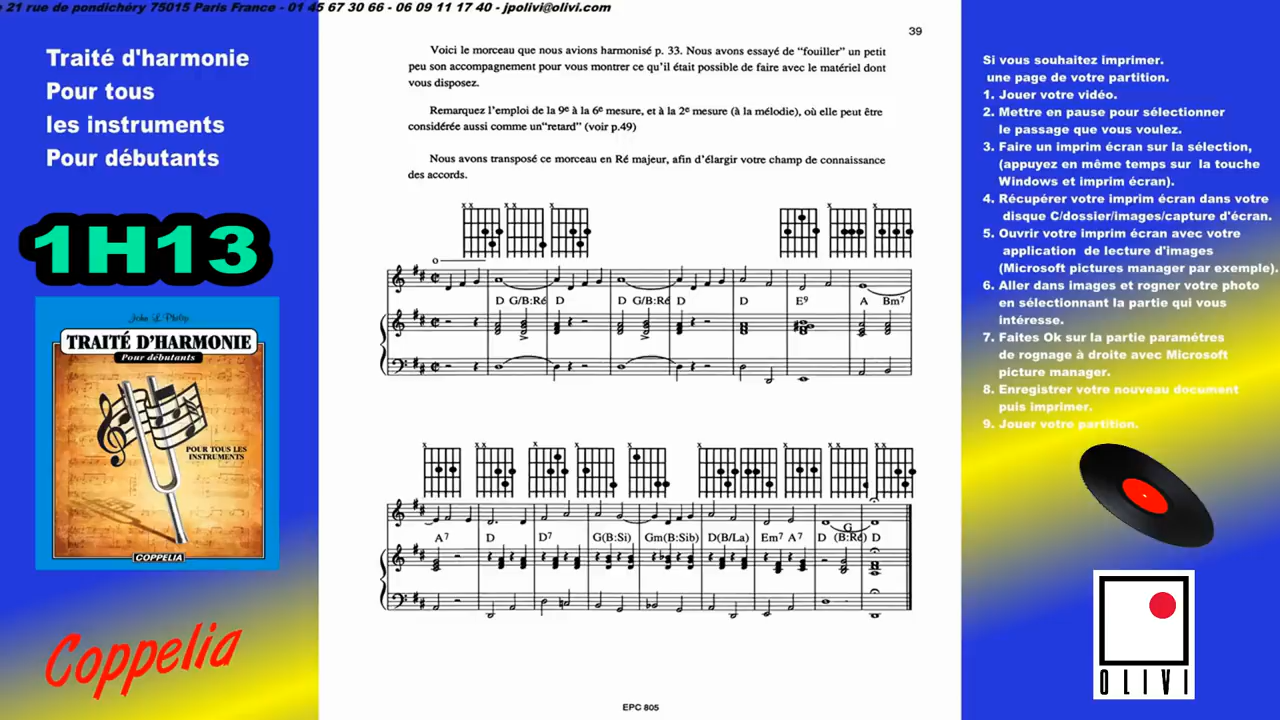 21 rue de pondichéry 75015 Paris France - 01 45 67 30 66 - 06 09 11 17 40 - jpolivi@olivi.com
Traité d'harmonie
Pour tous
les instruments
Pour débutants
1H13
John L. Philip
TRAITÉ D'HARMONIE
Pour débutants
POUR TOUS LES
INSTRUMENTS
COPPELIA
Coppelia
39
Voici le morceau que nous avions harmonisé p. 33. Nous avons essayé de “fouiller” un petit
peu son accompagnement pour vous montrer ce qu’il était possible de faire avec le matériel dont
vous disposez.
Remarquez l’emploi de la 9e à la 6e mesure, et à la 2e mesure (à la mélodie), où elle peut être
considérée aussi comme un“retard” (voir p.49)
Nous avons transposé ce morceau en Ré majeur, afin d’élargir votre champ de connaissance
des accords.
D G/B:Ré D D G/B:Ré D D E9 A Bm7
A7 D D7 G(B:Si) Gm(B:Sib) D(B/La) Em7 A7 D G (B:Ré) D
EPC 805
Si vous souhaitez imprimer.
une page de votre partition.
1. Jouer votre vidéo.
2. Mettre en pause pour sélectionner
le passage que vous voulez.
3. Faire un imprim écran sur la sélection,
(appuyez en même temps sur la touche
Windows et imprim écran).
4. Récupérer votre imprim écran dans votre
disque C/dossier/images/capture d'écran.
5. Ouvrir votre imprim écran avec votre
application de lecture d'images
(Microsoft pictures manager par exemple).
6. Aller dans images et rogner votre photo
en sélectionnant la partie qui vous
intéresse.
7. Faites Ok sur la partie paramétres
de rognage à droite avec Microsoft
picture manager.
8. Enregistrer votre nouveau document
puis imprimer.
9. Jouer votre partition.
OLIVI